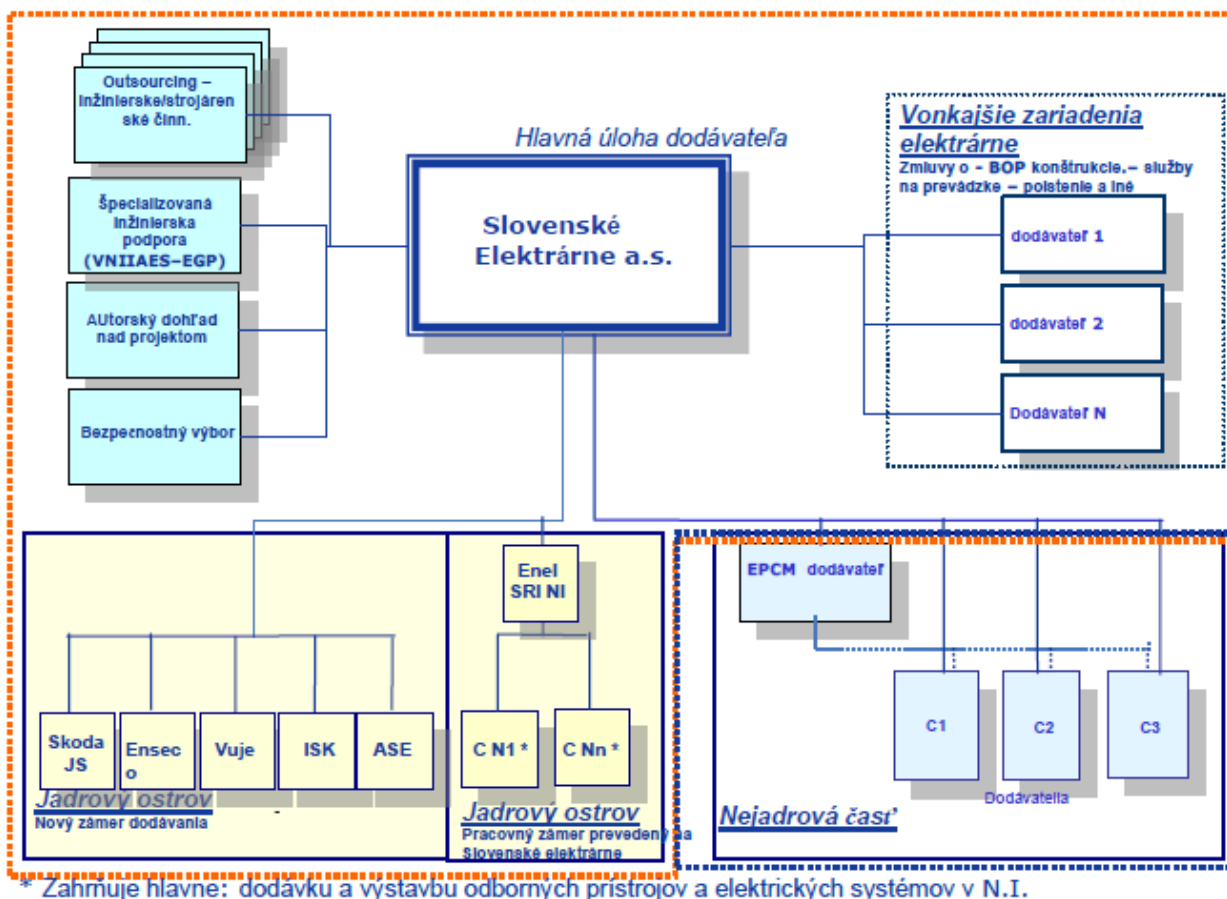 Outsourcing –
inžinierske/strojáren
ské činn.
Špecializovaná
inžinierska
podpora
(VNIIAES–EGP)
AUtorský dohľad
nad projektom
Bezpečnostný výbor
Hlavná úloha dodávateľa
Slovenské
Elektrárne a.s.
Vonkajšie zariadenia
elektrárne
Zmluvy o - BOP konštrukcie.– služby
na prevádzke – poistenie a iné
dodávateľ 1
dodávateľ 2
Dodávateľ N
Skoda
JS
Ensec
o
Vuje
ISK
ASE
Jadrový ostrov
Nový zámer dodávania
-
Enel
SRI NI
C N1 *
C Nn *
Jadrový ostrov
Pracovný zámer prevedený na
Slovenské elektrárne
EPCM dodávateľ
C1
C2
C3
Dodávatelia
Nejadrová časť
* Zahrňuje hlavne: dodávku a výstavbu odborných prístrojov a elektrických systémov v N.I.